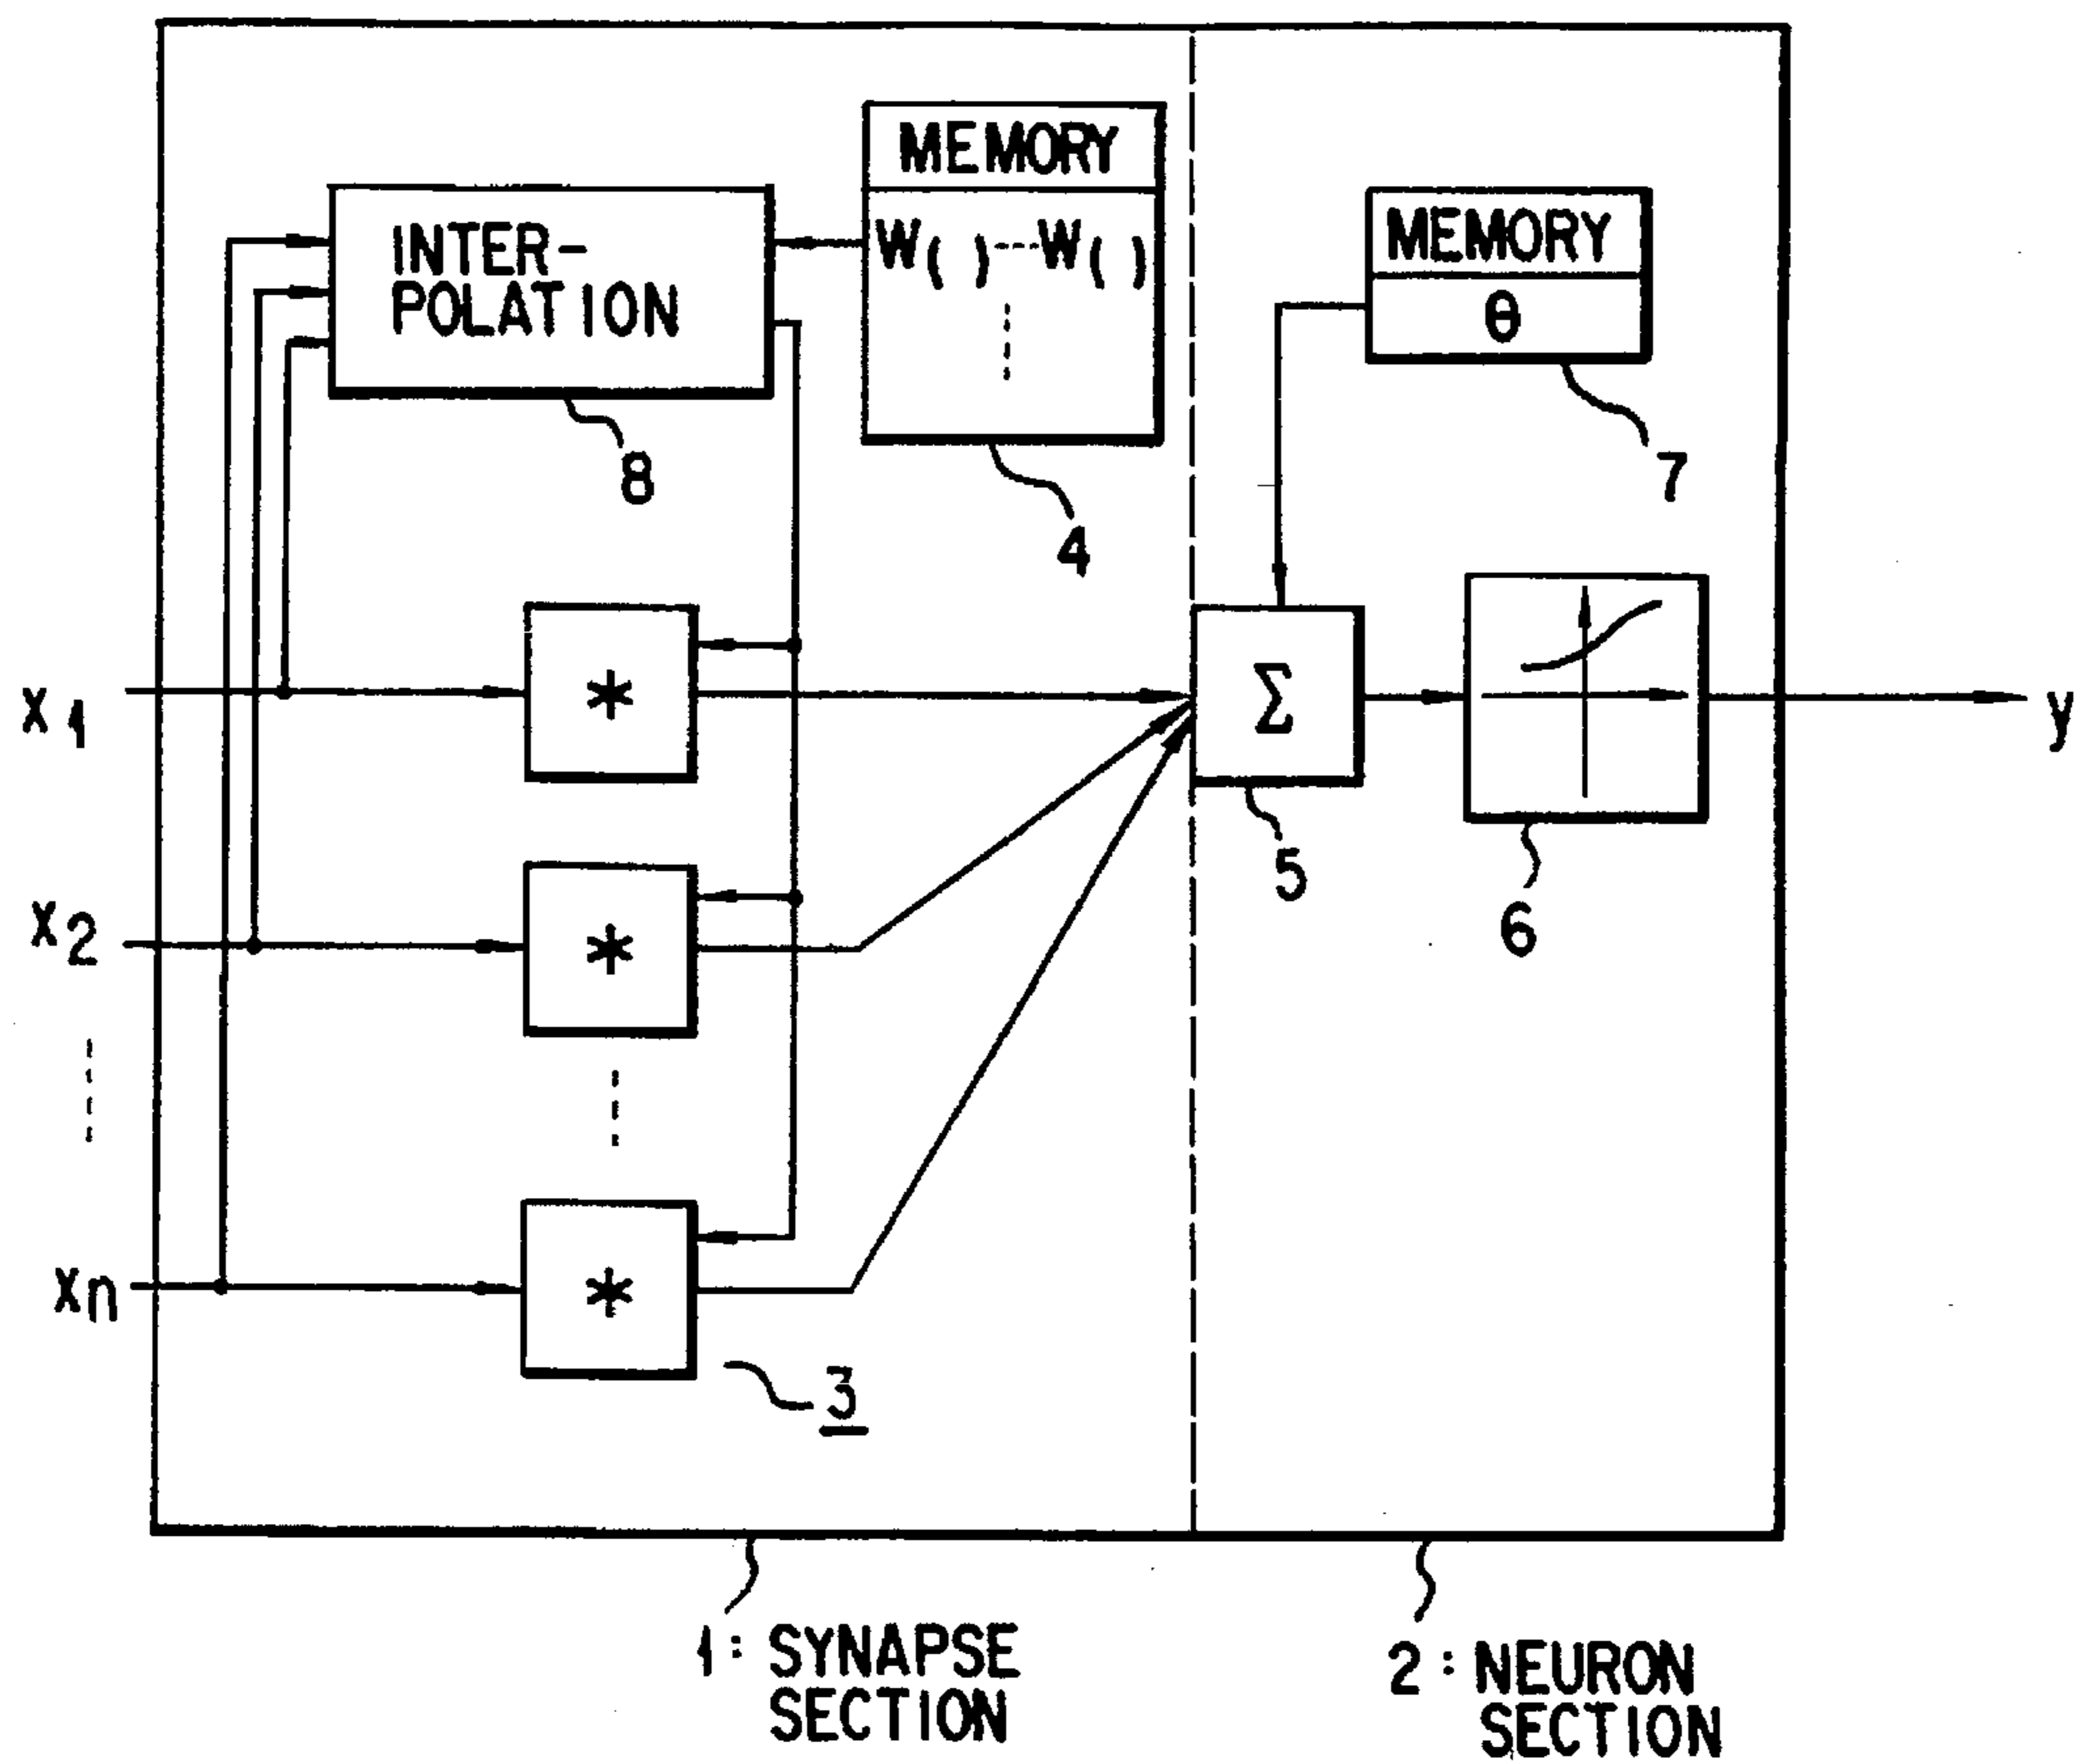 MEMORY
W( )---W( )
INTER-
POLATION
MEMORY
θ
8
4
7
X1
*
Σ
y
5
6
X2
*
Xn
*
3
1: SYNAPSE
SECTION
2: NEURON
SECTION